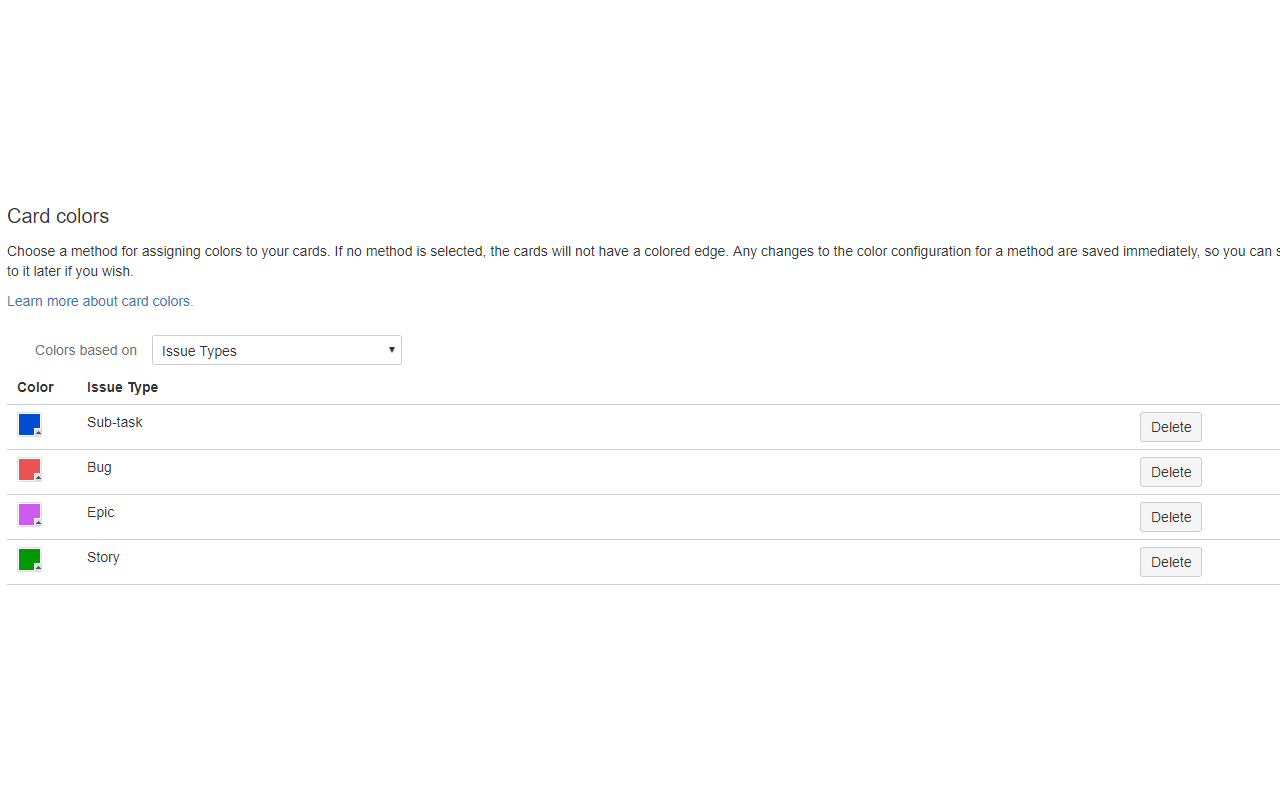 Card colors
Choose a method for assigning colors to your cards. If no method is selected, the cards will not have a colored edge. Any changes to the color configuration for a method are saved immediately, so you can
to it later if you wish.
Learn more about card colors.
Colors based on Issue Types
Color Issue Type
Sub-task Delete
Bug Delete
Epic Delete
Story Delete